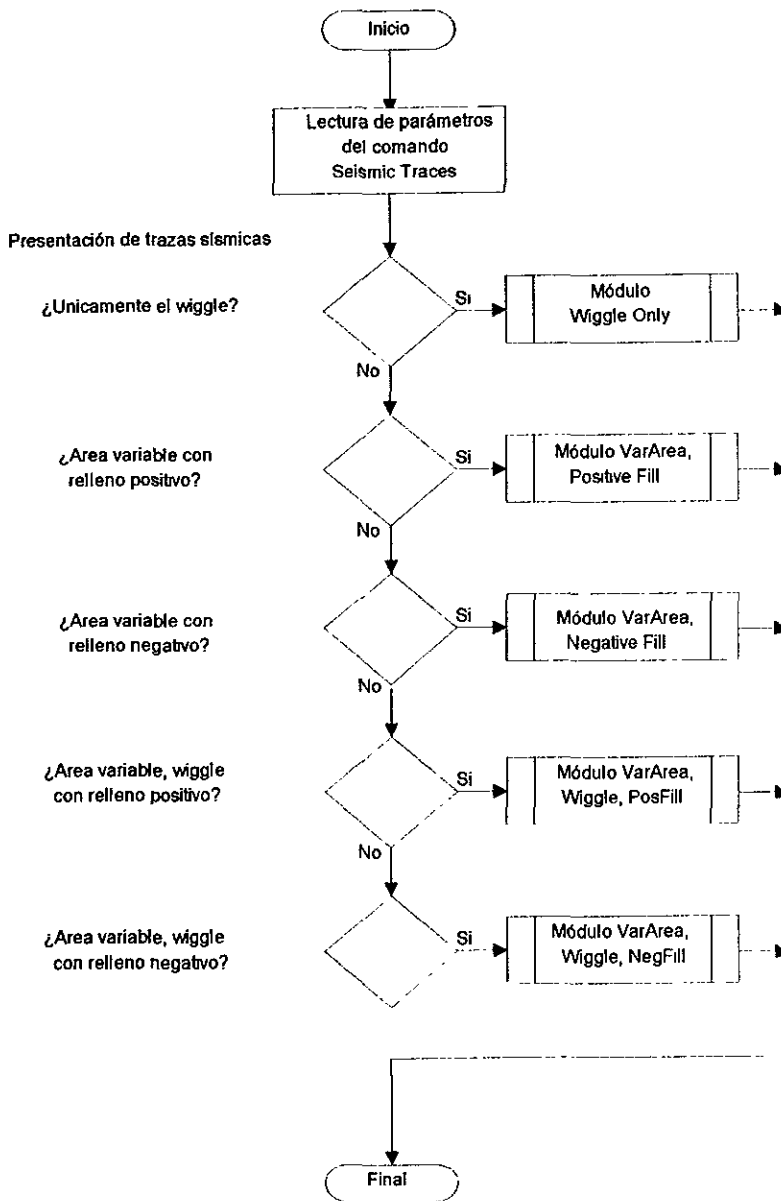 Inicio
Lectura de parámetros
del comando
Seismic Traces
Presentación de trazas sísmicas
¿Unicamente el wiggle?
Si
Módulo
Wiggle Only
No
¿Area variable con
relleno positivo?
Si
Módulo VarArea,
Positive Fill
No
¿Area variable con
relleno negativo?
Si
Módulo VarArea,
Negative Fill
No
¿Area variable, wiggle
con relleno positivo?
Si
Módulo VarArea,
Wiggle, PosFill
No
¿Area variable, wiggle
con relleno negativo?
Si
Módulo VarArea,
Wiggle, NegFill
Final